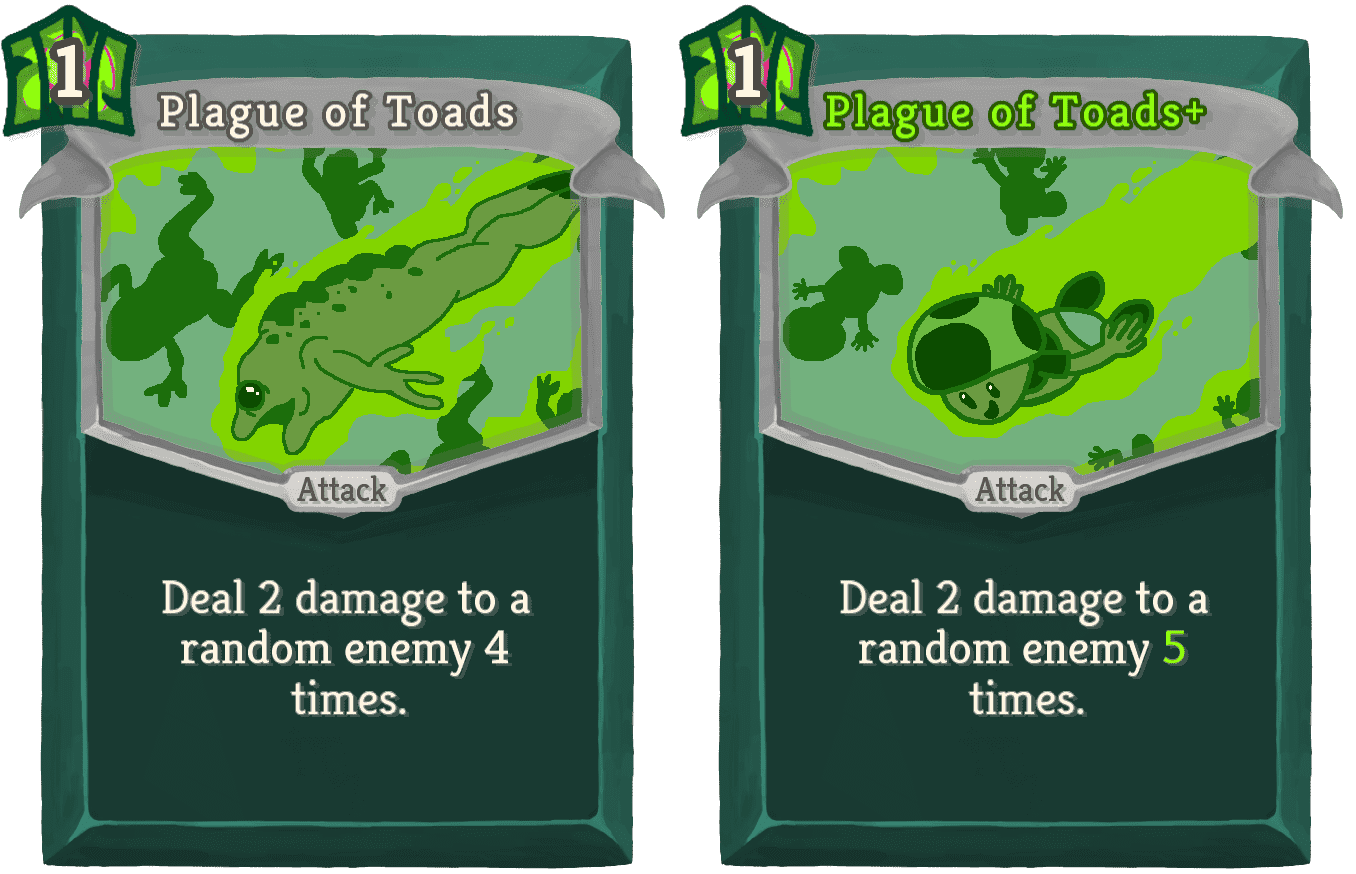 1
Plague of Toads
Attack
Deal 2 damage to a
random enemy 4
times.
1
Plague of Toads+
Attack
Deal 2 damage to a
random enemy 5
times.